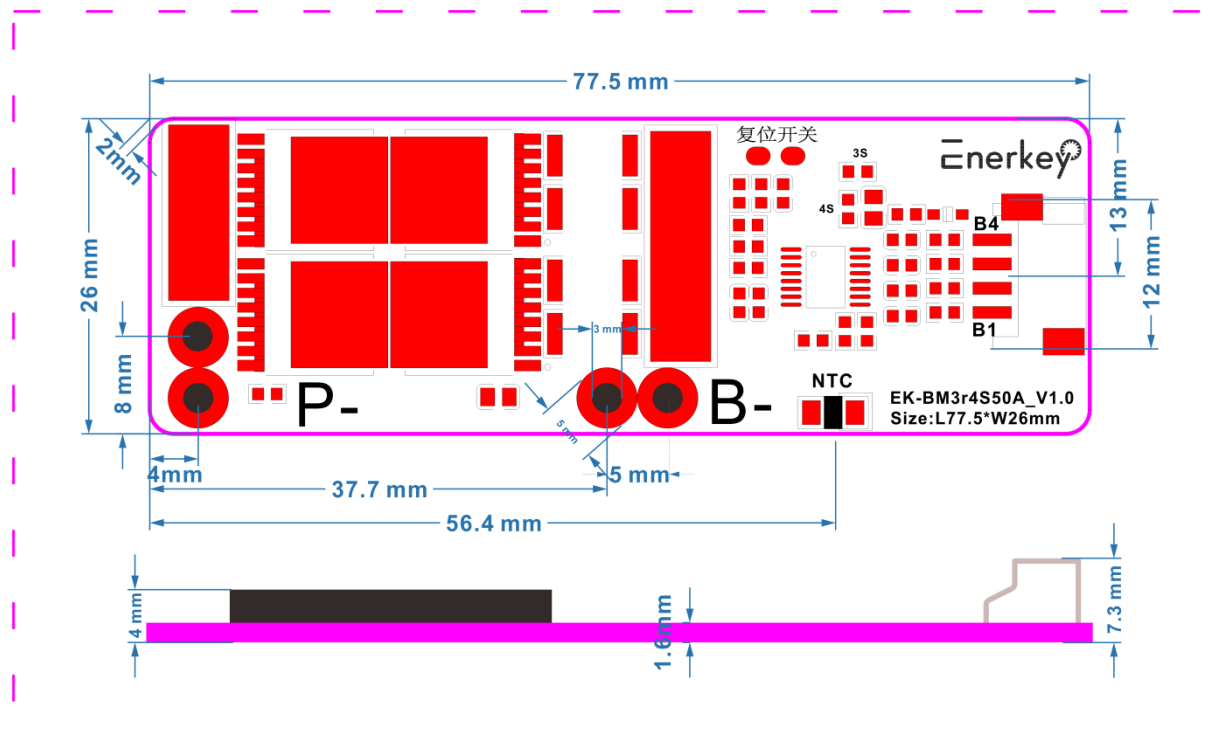 77.5 mm
复位开关
3S
Enerkey
2mm
4S
13 mm
B4
26 mm
12 mm
3 mm
B1
8 mm
NTC
P-
B-
EK-BM3r4S50A_V1.0
Size:L77.5*W26mm
5 mm
4mm
5 mm
37.7 mm
56.4 mm
4 mm
1.6mm
7.3 mm